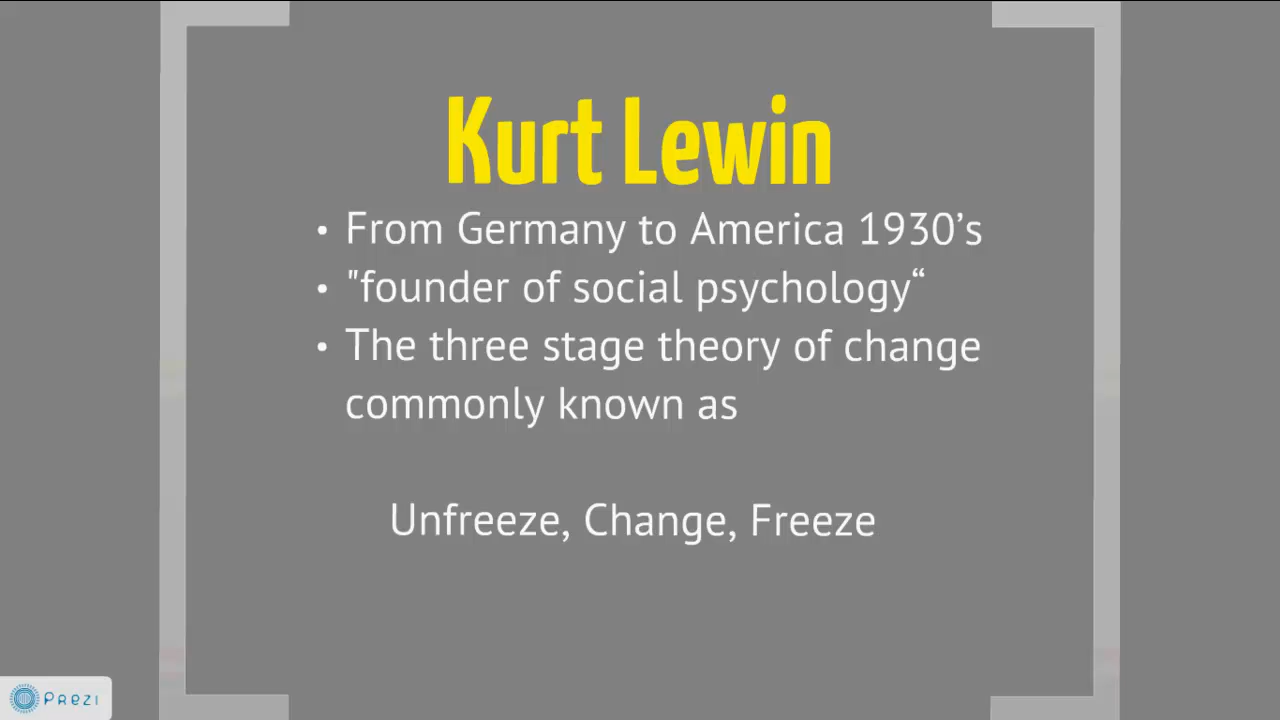 Kurt Lewin
• From Germany to America 1930’s
• "founder of social psychology“
• The three stage theory of change
commonly known as
Unfreeze, Change, Freeze
PREZI